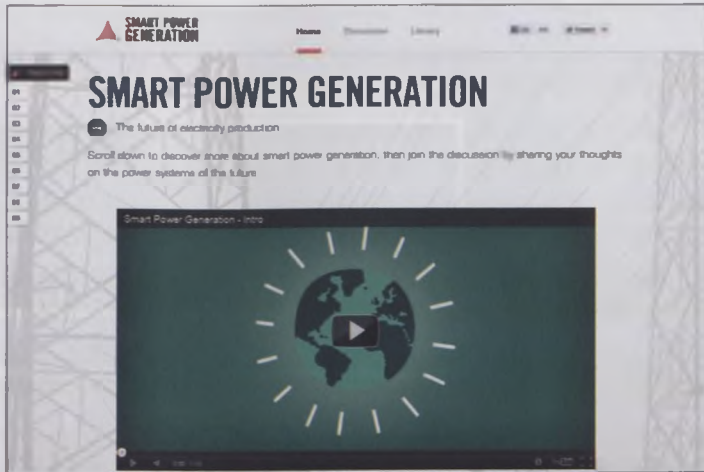 SMART POWER
GENERATION
Home Discussion Library
01
02
03
04
05
06
07
08
09
SMART POWER GENERATION
The future of electricity production
Scroll down to discover more about smart power generation, then join the discussion by sharing your thoughts
on the power systems of the future
Smart Power Generation - Intro